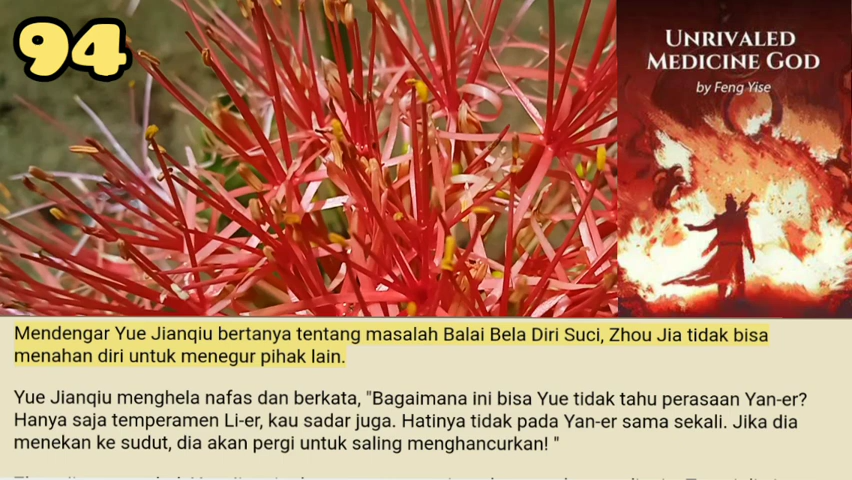 94
UNRIVALED
MEDICINE GOD
by Feng Yise
Mendengar Yue Jianqiu bertanya tentang masalah Balai Bela Diri Suci, Zhou Jia tidak bisa
menahan diri untuk menegur pihak lain.
Yue Jianqiu menghela nafas dan berkata, "Bagaimana ini bisa Yue tidak tahu perasaan Yan-er?
Hanya saja temperamen Li-er, kau sadar juga. Hatinya tidak pada Yan-er sama sekali. Jika dia
menekan ke sudut, dia akan pergi untuk saling menghancurkan! "